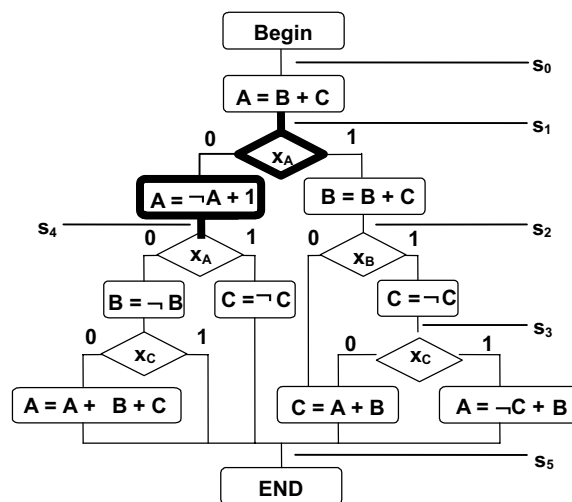 Begin
s0
A = B + C
s1
0 1
xA
A = ¬A + 1
B = B + C
s4
s2
0 1
0 1
xA
xB
B = ¬ B
C = ¬ C
C = ¬ C
s3
0 1
0 1
xC
xC
A = A + B + C
C = A + B
A = ¬C + B
s5
END